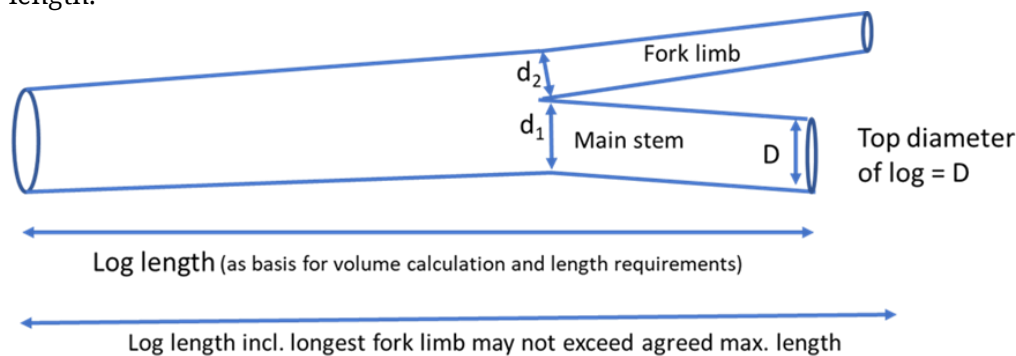 length.
Fork limb
d2
d1
Main stem
D
Top diameter
of log = D
Log length (as basis for volume calculation and length requirements)
Log length incl. longest fork limb may not exceed agreed max. length